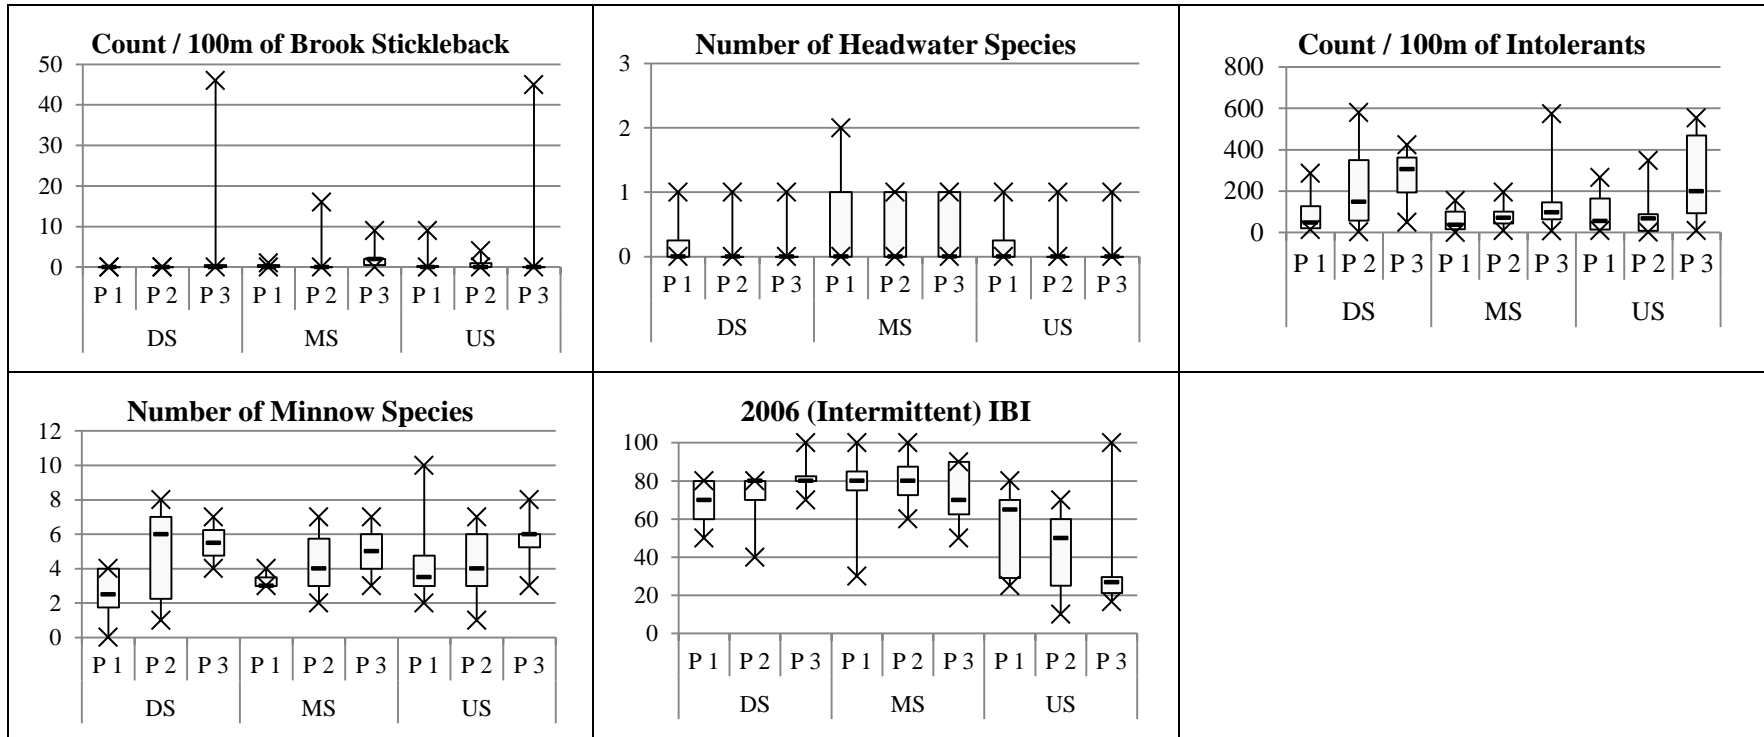 Count / 100m of Brook Stickleback
50
40
30
20
10
0
P 1 P 2 P 3 P 1 P 2 P 3 P 1 P 2 P 3
DS MS US
Number of Headwater Species
3
2
1
0
P 1 P 2 P 3 P 1 P 2 P 3 P 1 P 2 P 3
DS MS US
Count / 100m of Intolerants
800
600
400
200
0
P 1 P 2 P 3 P 1 P 2 P 3 P 1 P 2 P 3
DS MS US
Number of Minnow Species
12
10
8
6
4
2
0
P 1 P 2 P 3 P 1 P 2 P 3 P 1 P 2 P 3
DS MS US
2006 (Intermittent) IBI
100
80
60
40
20
0
P 1 P 2 P 3 P 1 P 2 P 3 P 1 P 2 P 3
DS MS US